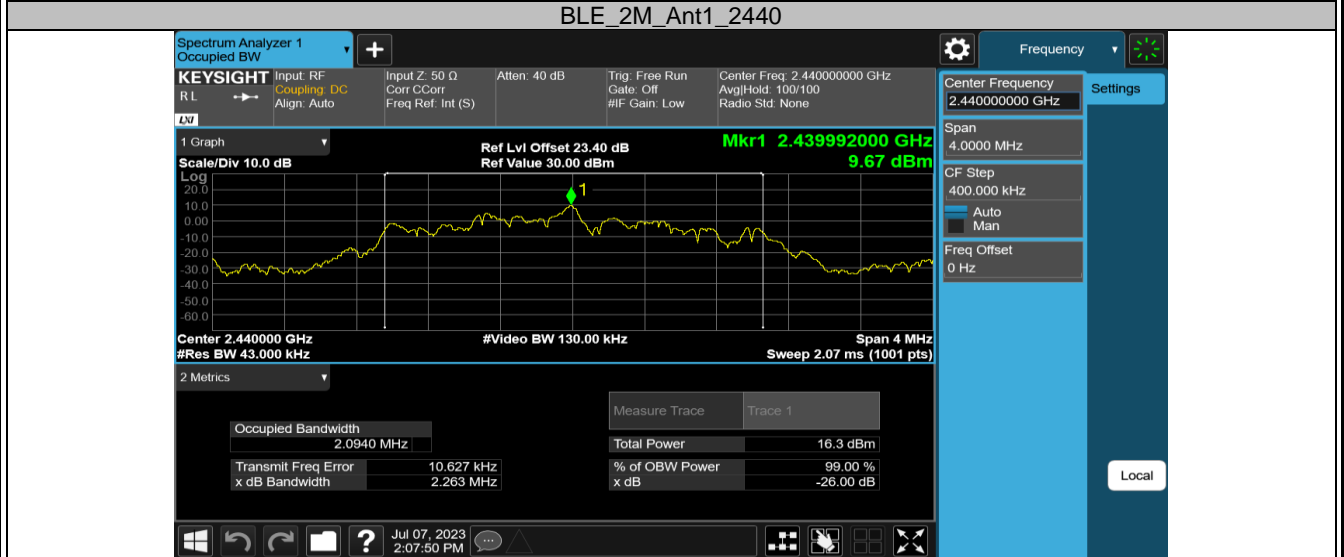 BLE_2M_Ant1_2440
Spectrum Analyzer 1
Occupied BW
Frequency
KEYSIGHT
R L
LXI
Input: RF
Coupling: DC
Align: Auto
Input Z: 50 Ω
Corr CCorr
Freq Ref: Int (S)
Atten: 40 dB
Trig: Free Run
Gate: Off
#IF Gain: Low
Center Freq: 2.440000000 GHz
Avg|Hold: 100/100
Radio Std: None
Center Frequency
2.440000000 GHz
Settings
Span
4.0000 MHz
CF Step
400.000 kHz
Auto
Man
Freq Offset
0 Hz
Local
1 Graph
Scale/Div 10.0 dB
Ref Lvl Offset 23.40 dB
Ref Value 30.00 dBm
Mkr1 2.439992000 GHz
9.67 dBm
Log
20.0
10.0
0.00
-10.0
-20.0
-30.0
-40.0
-50.0
-60.0
1
Center 2.440000 GHz
#Res BW 43.000 kHz
#Video BW 130.00 kHz
Span 4 MHz
Sweep 2.07 ms (1001 pts)
2 Metrics
Measure Trace Trace 1
Occupied Bandwidth
2.0940 MHz
Total Power 16.3 dBm
Transmit Freq Error 10.627 kHz
% of OBW Power 99.00 %
x dB Bandwidth 2.263 MHz
x dB -26.00 dB
?
Jul 07, 2023
2:07:50 PM